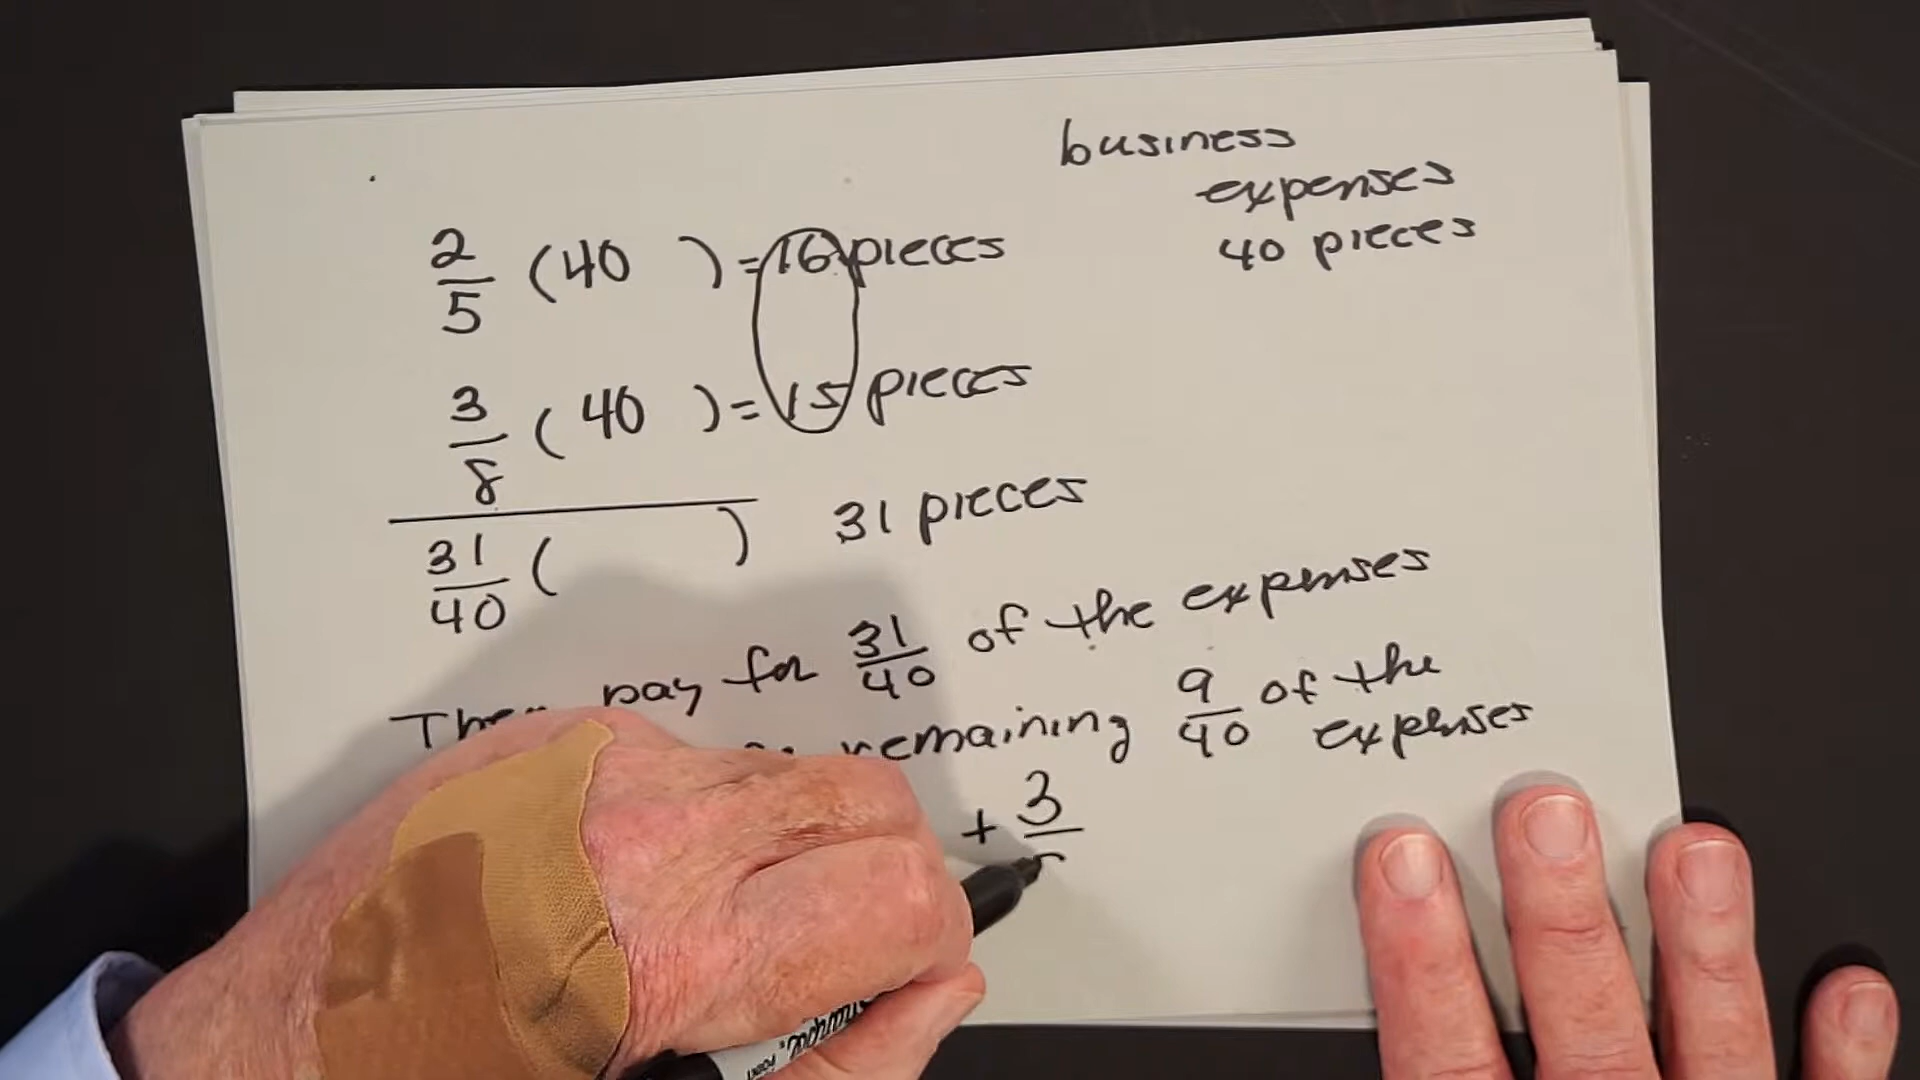 business
expenses
40 pieces
2/5 (40 ) = 16 pieces
3/8 (40 ) = 15 pieces
31/40 ( ) 31 pieces
pay for 31/40 of the expenses
remaining 9/40 of the
expenses
+ 3